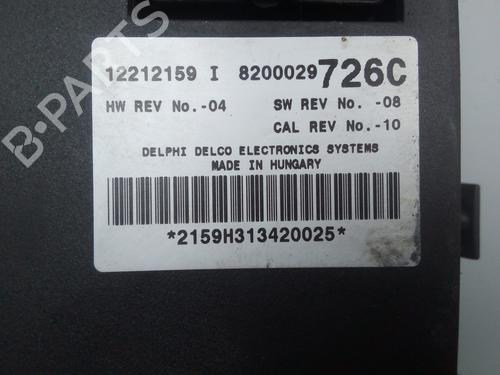 12212159 I 8200029726C
HW REV No.-04 SW REV No. -08
CAL REV No.-10
DELPHI DELCO ELECTRONICS SYSTEMS
MADE IN HUNGARY
*2159H313420025*
B-PARTS